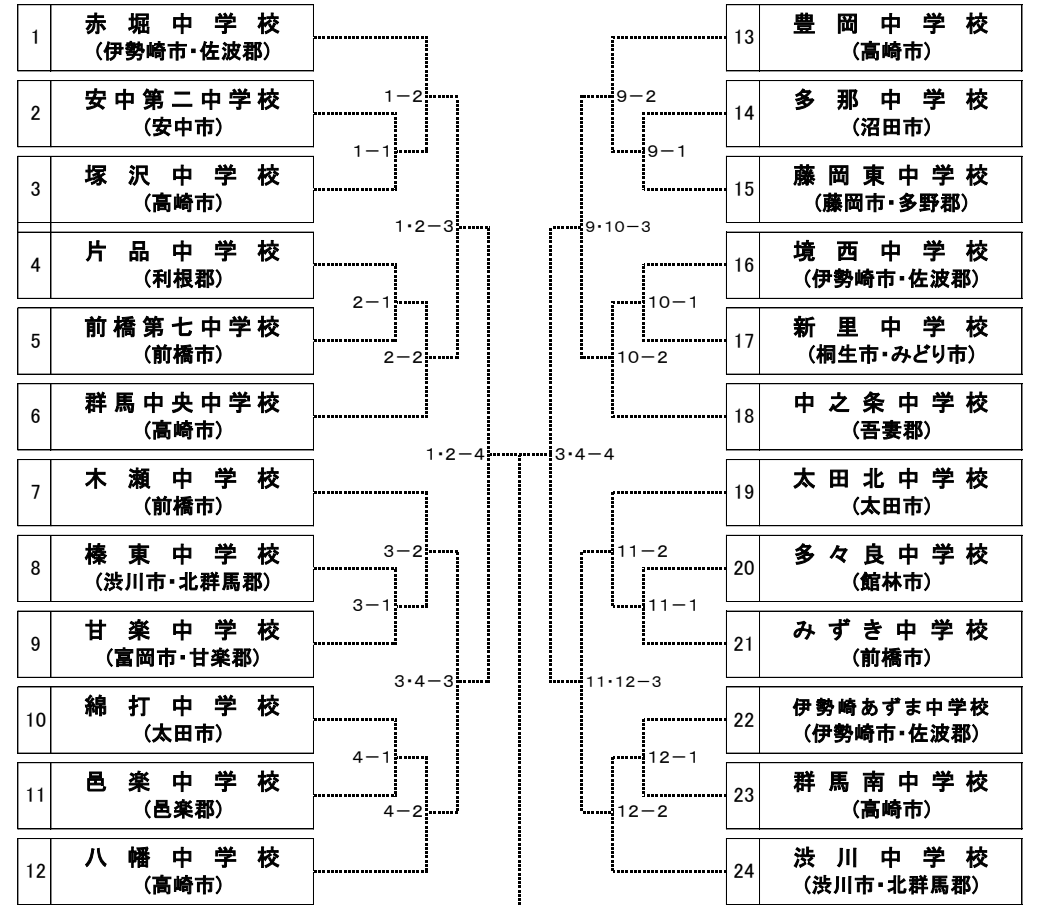 1
赤堀中学校
(伊勢崎市・佐波郡)
2
安中第二中学校
(安中市)
3
塚沢中学校
(高崎市)
4
片品中学校
(利根郡)
5
前橋第七中学校
(前橋市)
6
群馬中央中学校
(高崎市)
7
木瀬中学校
(前橋市)
8
榛東中学校
(渋川市・北群馬郡)
9
甘楽中学校
(富岡市・甘楽郡)
10
綿打中学校
(太田市)
11
邑楽中学校
(邑楽郡)
12
八幡中学校
(高崎市)
1－2
1－1
1・2－3
2－1
2－2
1・2－4
3－2
3－1
3・4－3
4－1
4－2
9－2
9－1
9・10－3
10－1
10－2
3・4－4
11－2
11－1
11・12－3
12－1
12－2
13
豊岡中学校
(高崎市)
14
多那中学校
(沼田市)
15
藤岡東中学校
(藤岡市・多野郡)
16
境西中学校
(伊勢崎市・佐波郡)
17
新里中学校
(桐生市・みどり市)
18
中之条中学校
(吾妻郡)
19
太田北中学校
(太田市)
20
多々良中学校
(館林市)
21
みずき中学校
(前橋市)
22
伊勢崎あずま中学校
(伊勢崎市・佐波郡)
23
群馬南中学校
(高崎市)
24
渋川中学校
(渋川市・北群馬郡)